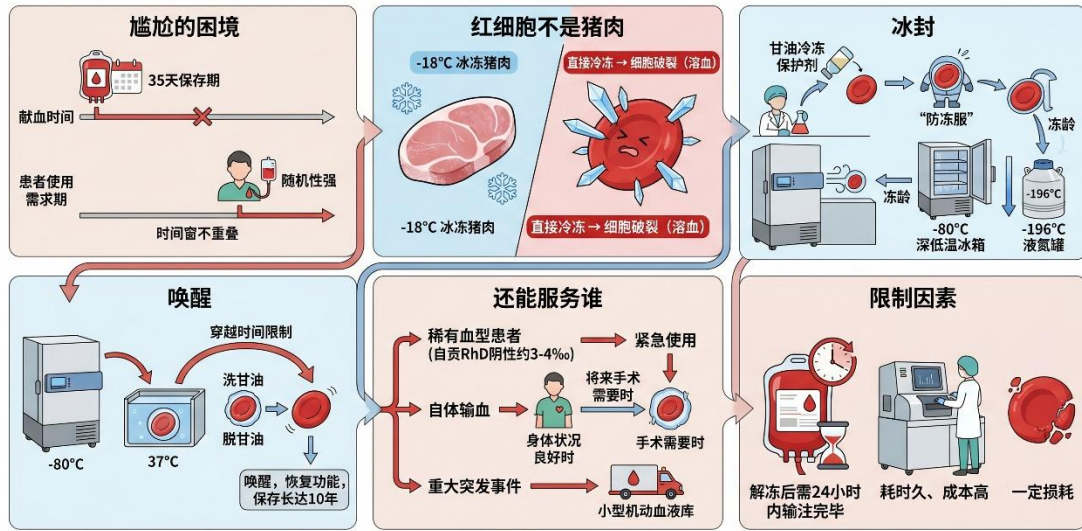 尴尬的困境
35天保存期
献血时间
患者使用
需求期
随机性强
时间窗不重叠
红细胞不是猪肉
-18℃ 冰冻猪肉
直接冷冻 → 细胞破裂（溶血）
-18℃ 冰冻猪肉
直接冷冻 → 细胞破裂（溶血）
冰封
甘油冷冻
保护剂
“防冻服”
冻龄
冻龄
-196℃
-80℃
深低温冰箱
-196℃
液氮罐
唤醒
穿越时间限制
洗甘油
脱甘油
-80℃
37℃
唤醒，恢复功能，
保存长达10年
还能服务谁
稀有血型患者
(自贡RhD阴性约3-4‰)
紧急使用
自体输血
身体状况
良好时
将来手术
需要时
手术需要时
重大突发事件
小型机动血液库
限制因素
解冻后需24小时
内输注完毕
耗时久、成本高
一定损耗